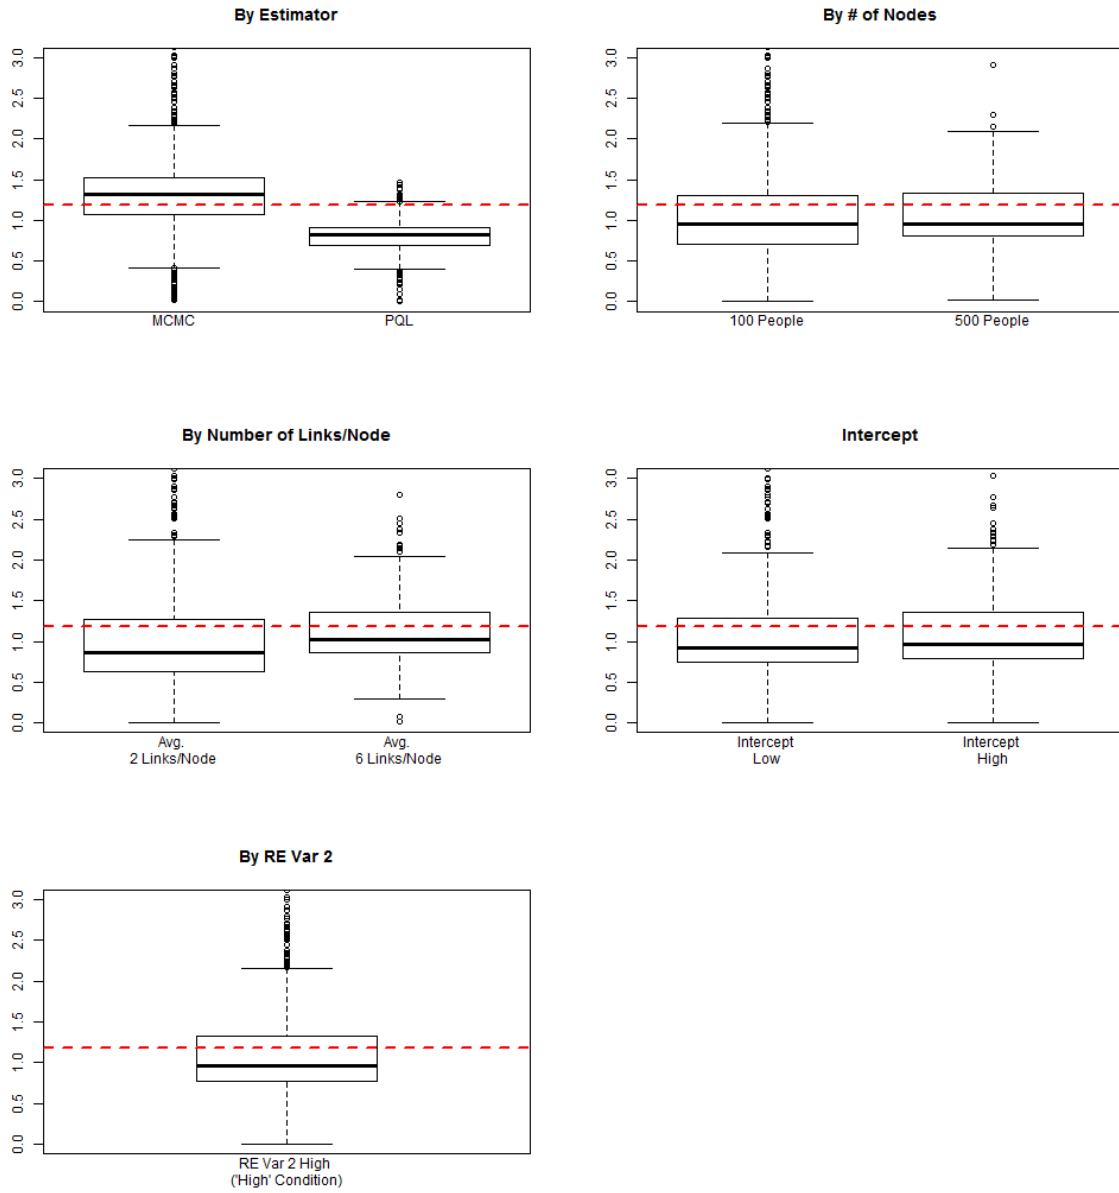 By Estimator
3.0
2.5
2.0
1.5
1.0
0.5
0.0
MCMC PQL
By # of Nodes
3.0
2.5
2.0
1.5
1.0
0.5
0.0
100 People 500 People
By Number of Links/Node
3.0
2.5
2.0
1.5
1.0
0.5
0.0
Avg. Avg.
2 Links/Node 6 Links/Node
Intercept
3.0
2.5
2.0
1.5
1.0
0.5
0.0
Intercept Intercept
Low High
By RE Var 2
3.0
2.5
2.0
1.5
1.0
0.5
0.0
RE Var 2 High
('High' Condition)